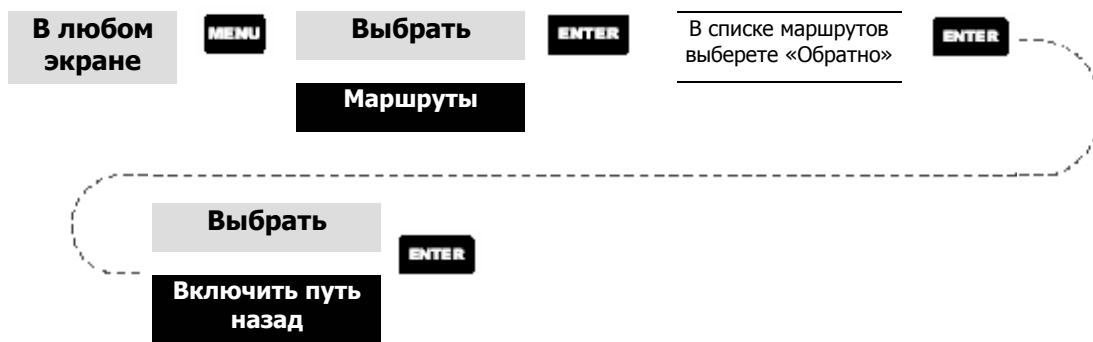 В любом
экране
MENU
Выбрать
Маршруты
ENTER
В списке маршрутов
выберете «Обратно»
ENTER
Выбрать
Включить путь
назад
ENTER